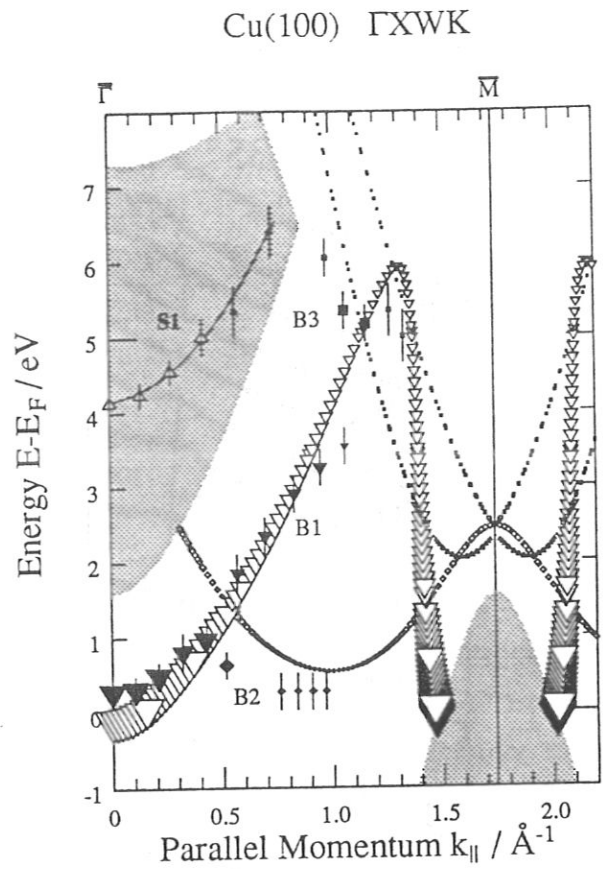 Cu(100) ΓXWK
Γ̅ M̅
7
6
5
4
3
2
1
0
-1
S1
B3
B1
B2
Energy E-E_F / eV
0 0.5 1.0 1.5 2.0
Parallel Momentum k_|| / Å⁻¹